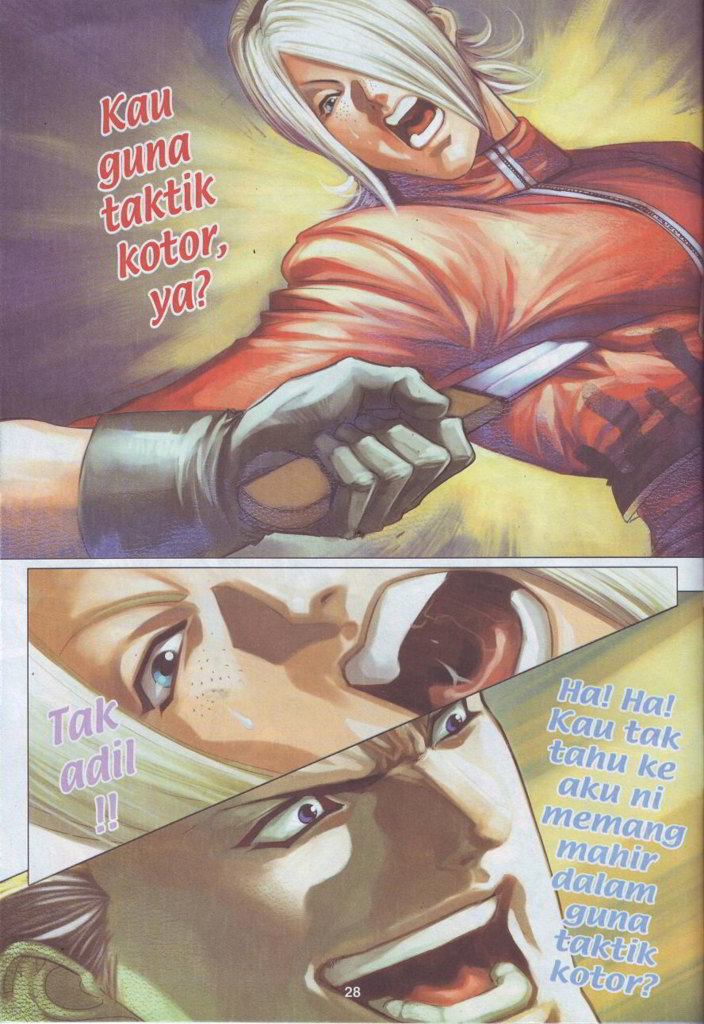 Kau
guna
taktik
kotor,
ya?
Tak
adil
!!
Ha! Ha!
Kau tak
tahu ke
aku ni
memang
mahir
dalam
guna
taktik
kotor?
28